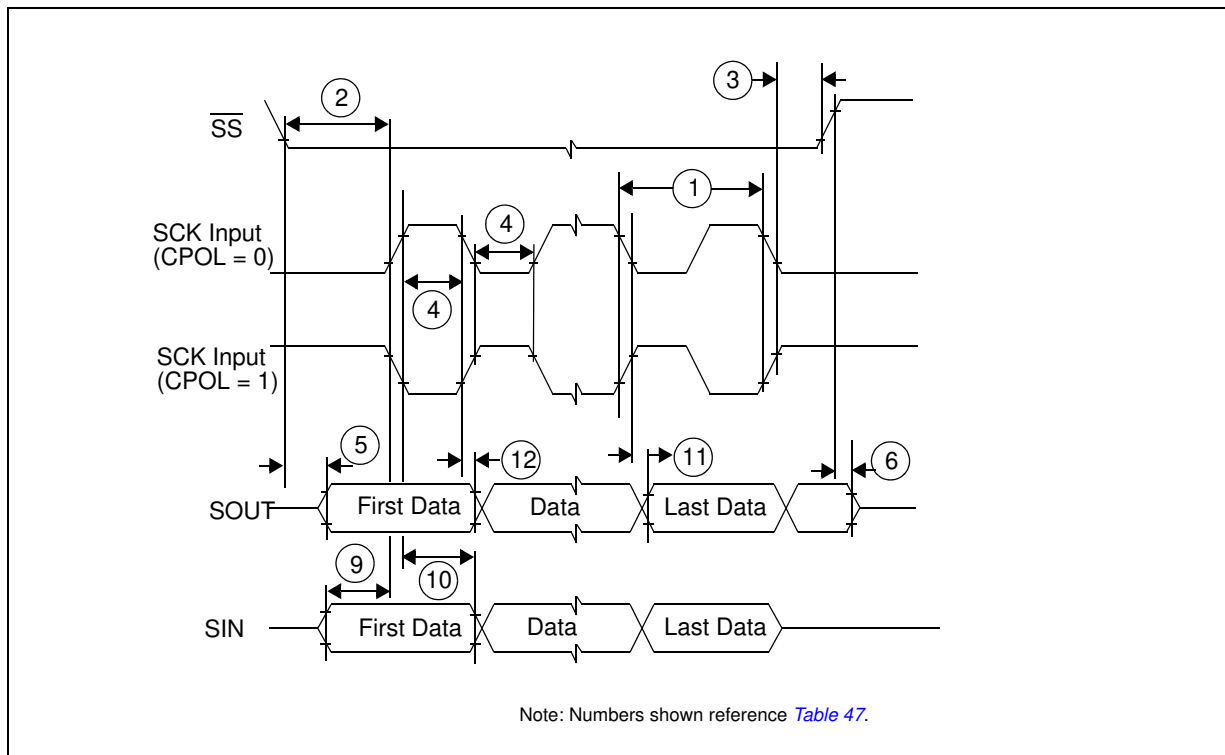 3
2
SS
1
SCK Input
(CPOL = 0)
4
4
SCK Input
(CPOL = 1)
5
12
11
6
SOUT
First Data
Data
Last Data
9
10
SIN
First Data
Data
Last Data
Note: Numbers shown reference Table 47.